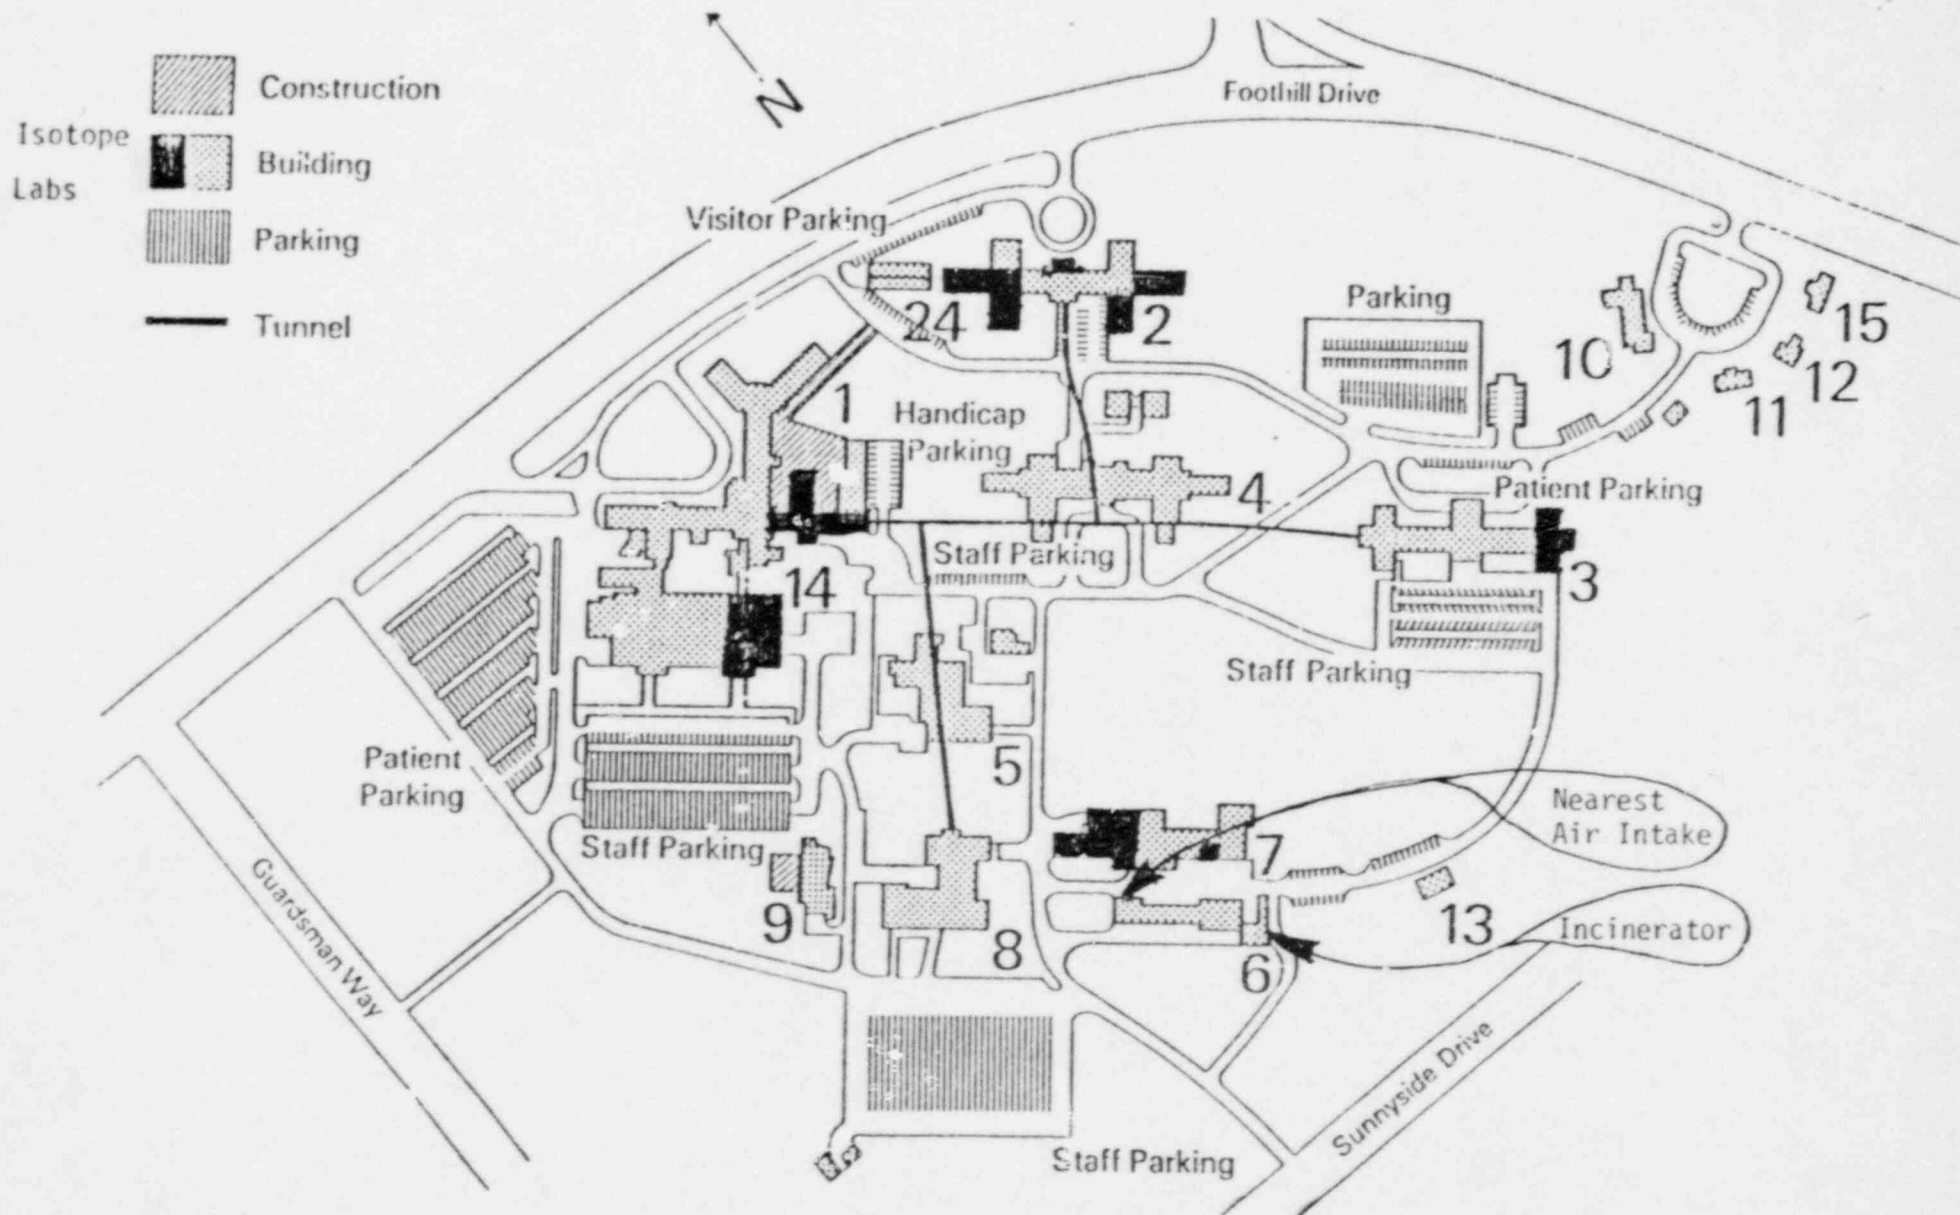 N
Construction
Isotope
Labs
Building
Parking
Tunnel
Foothill Drive
Visitor Parking
24
2
Parking
10
15
12
11
1
Handicap
Parking
4
Patient Parking
Staff Parking
14
3
Staff Parking
Patient
Parking
5
Nearest
Air Intake
Staff Parking
7
Guardsman Way
9
8
13
Incinerator
6
Sunnyside Drive
Staff Parking